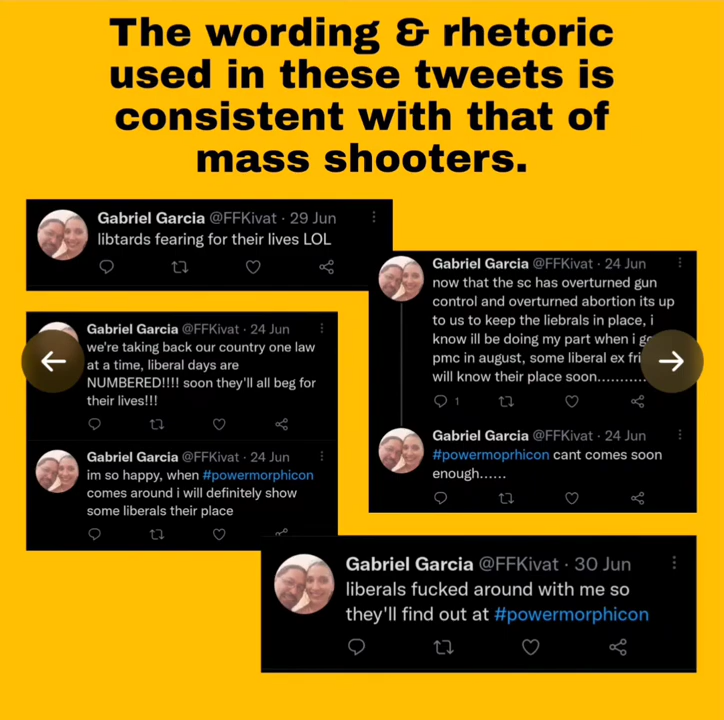 The wording & rhetoric
used in these tweets is
consistent with that of
mass shooters.
Gabriel Garcia @FFKivat · 29 Jun
libtards fearing for their lives LOL
Gabriel Garcia @FFKivat · 24 Jun
we're taking back our country one law
at a time, liberal days are
NUMBERED!!!! soon they'll all beg for
their lives!!!
Gabriel Garcia @FFKivat · 24 Jun
im so happy, when #powermorphicon
comes around i will definitely show
some liberals their place
Gabriel Garcia @FFKivat · 24 Jun
now that the sc has overturned gun
control and overturned abortion its up
to us to keep the liebrals in place, i
know ill be doing my part when i
pmc in august, some liberal ex
will know their place soon...........
1
Gabriel Garcia @FFKivat · 24 Jun
#powermoprhicon cant comes soon
enough......
Gabriel Garcia @FFKivat · 30 Jun
liberals fucked around with me so
they'll find out at #powermorphicon